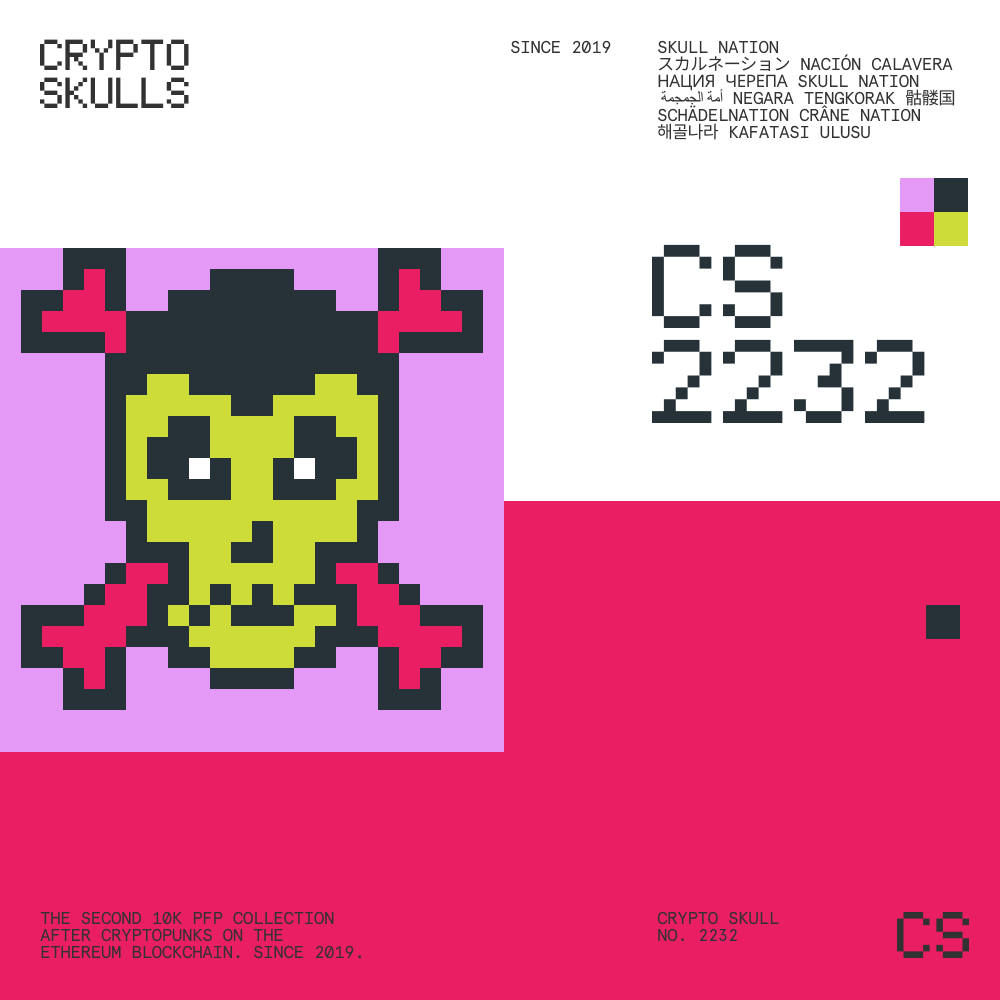 CRYPTO
SKULLS
SINCE 2019
SKULL NATION
スカルネーション NACIÓN CALAVERA
НАЦИЯ ЧЕРЕПА SKULL NATION
أمة الجمجمة NEGARA TENGKORAK 骷髅国
SCHÄDELNATION CRÂNE NATION
해골나라 KAFATASI ULUSU
CS
2232
THE SECOND 10K PFP COLLECTION
AFTER CRYPTOPUNKS ON THE
ETHEREUM BLOCKCHAIN. SINCE 2019.
CRYPTO SKULL
NO. 2232
CS